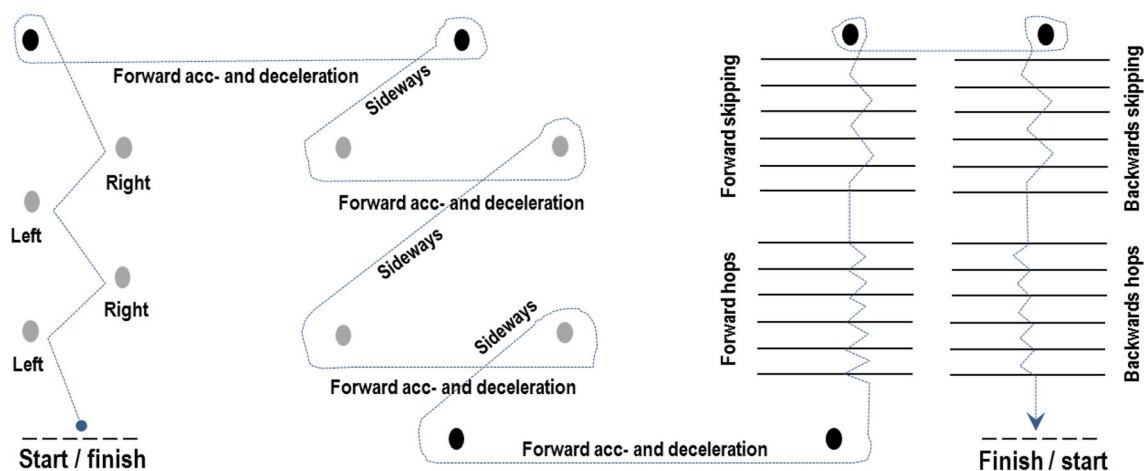 Forward acc- and deceleration
Sideways
Right
Left
Forward acc- and deceleration
Sideways
Right
Left
Sideways
Forward acc- and deceleration
Forward acc- and deceleration
Start / finish
Forward skipping
Backwards skipping
Forward hops
Backwards hops
Finish / start